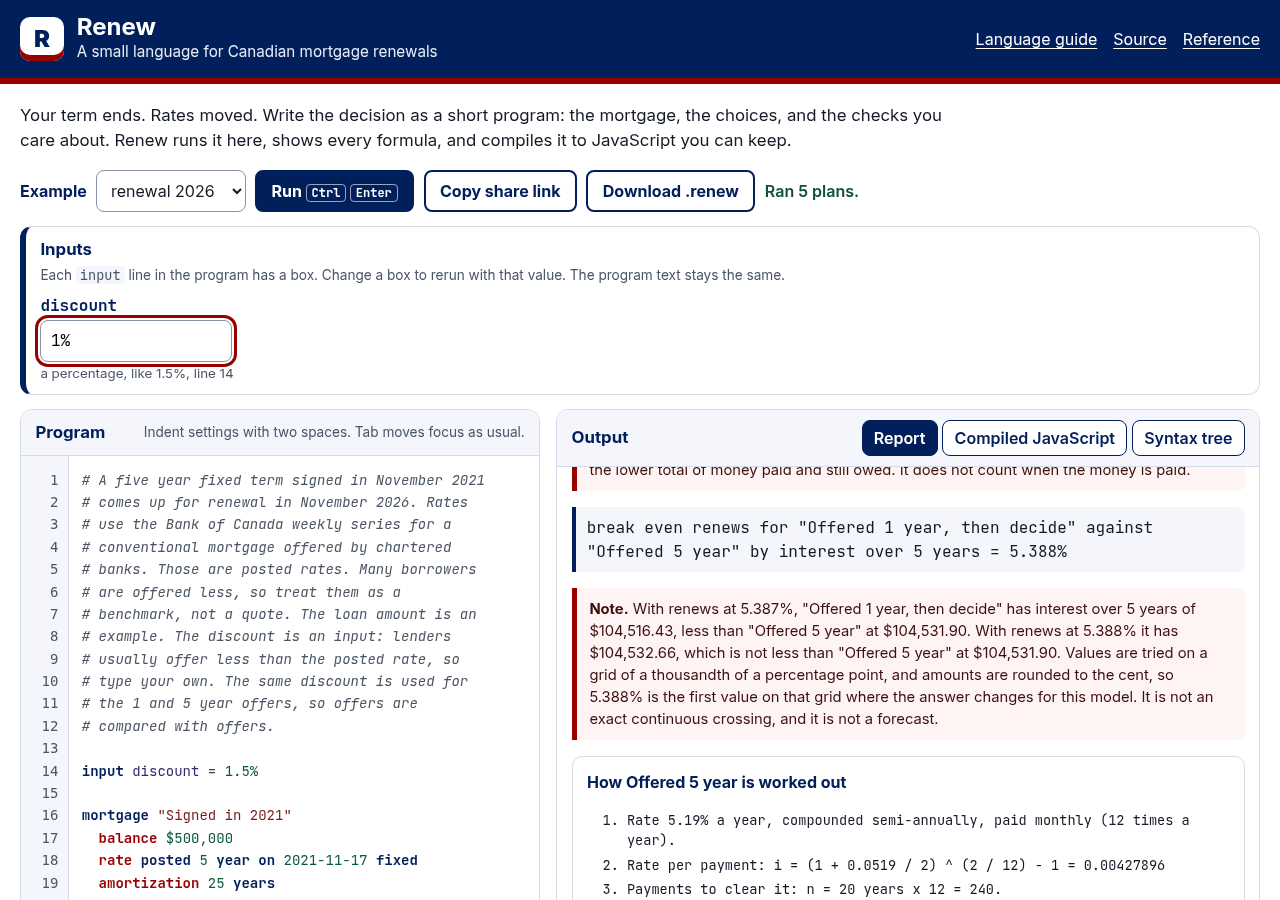 R
Renew
A small language for Canadian mortgage renewals
Language guide Source Reference
Your term ends. Rates moved. Write the decision as a short program: the mortgage, the choices, and the checks you
care about. Renew runs it here, shows every formula, and compiles it to JavaScript you can keep.
Example renewal 2026 Run Ctrl Enter Copy share link Download .renew Ran 5 plans.
Inputs
Each input line in the program has a box. Change a box to rerun with that value. The program text stays the same.
discount
1%
a percentage, like 1.5%, line 14
Program Indent settings with two spaces. Tab moves focus as usual.
1 # A five year fixed term signed in November 2021
2 # comes up for renewal in November 2026. Rates
3 # use the Bank of Canada weekly series for a
4 # conventional mortgage offered by chartered
5 # banks. Those are posted rates. Many borrowers
6 # are offered less, so treat them as a
7 # benchmark, not a quote. The loan amount is an
8 # example. The discount is an input: lenders
9 # usually offer less than the posted rate, so
10 # type your own. The same discount is used for
11 # the 1 and 5 year offers, so offers are
12 # compared with offers.
13
14 input discount = 1.5%
15
16 mortgage "Signed in 2021"
17 balance $500,000
18 rate posted 5 year on 2021-11-17 fixed
19 amortization 25 years
Output Report Compiled JavaScript Syntax tree
the lower total of money paid and still owed. It does not count when the money is paid.
break even renews for "Offered 1 year, then decide" against
"Offered 5 year" by interest over 5 years = 5.388%
Note. With renews at 5.387%, "Offered 1 year, then decide" has interest over 5 years of
$104,516.43, less than "Offered 5 year" at $104,531.90. With renews at 5.388% it has
$104,532.66, which is not less than "Offered 5 year" at $104,531.90. Values are tried on a
grid of a thousandth of a percentage point, and amounts are rounded to the cent, so
5.388% is the first value on that grid where the answer changes for this model. It is not an
exact continuous crossing, and it is not a forecast.
How Offered 5 year is worked out
1. Rate 5.19% a year, compounded semi-annually, paid monthly (12 times a
year).
2. Rate per payment: i = (1 + 0.0519 / 2) ^ (2 / 12) - 1 = 0.00427896
3. Payments to clear it: n = 20 years x 12 = 240.